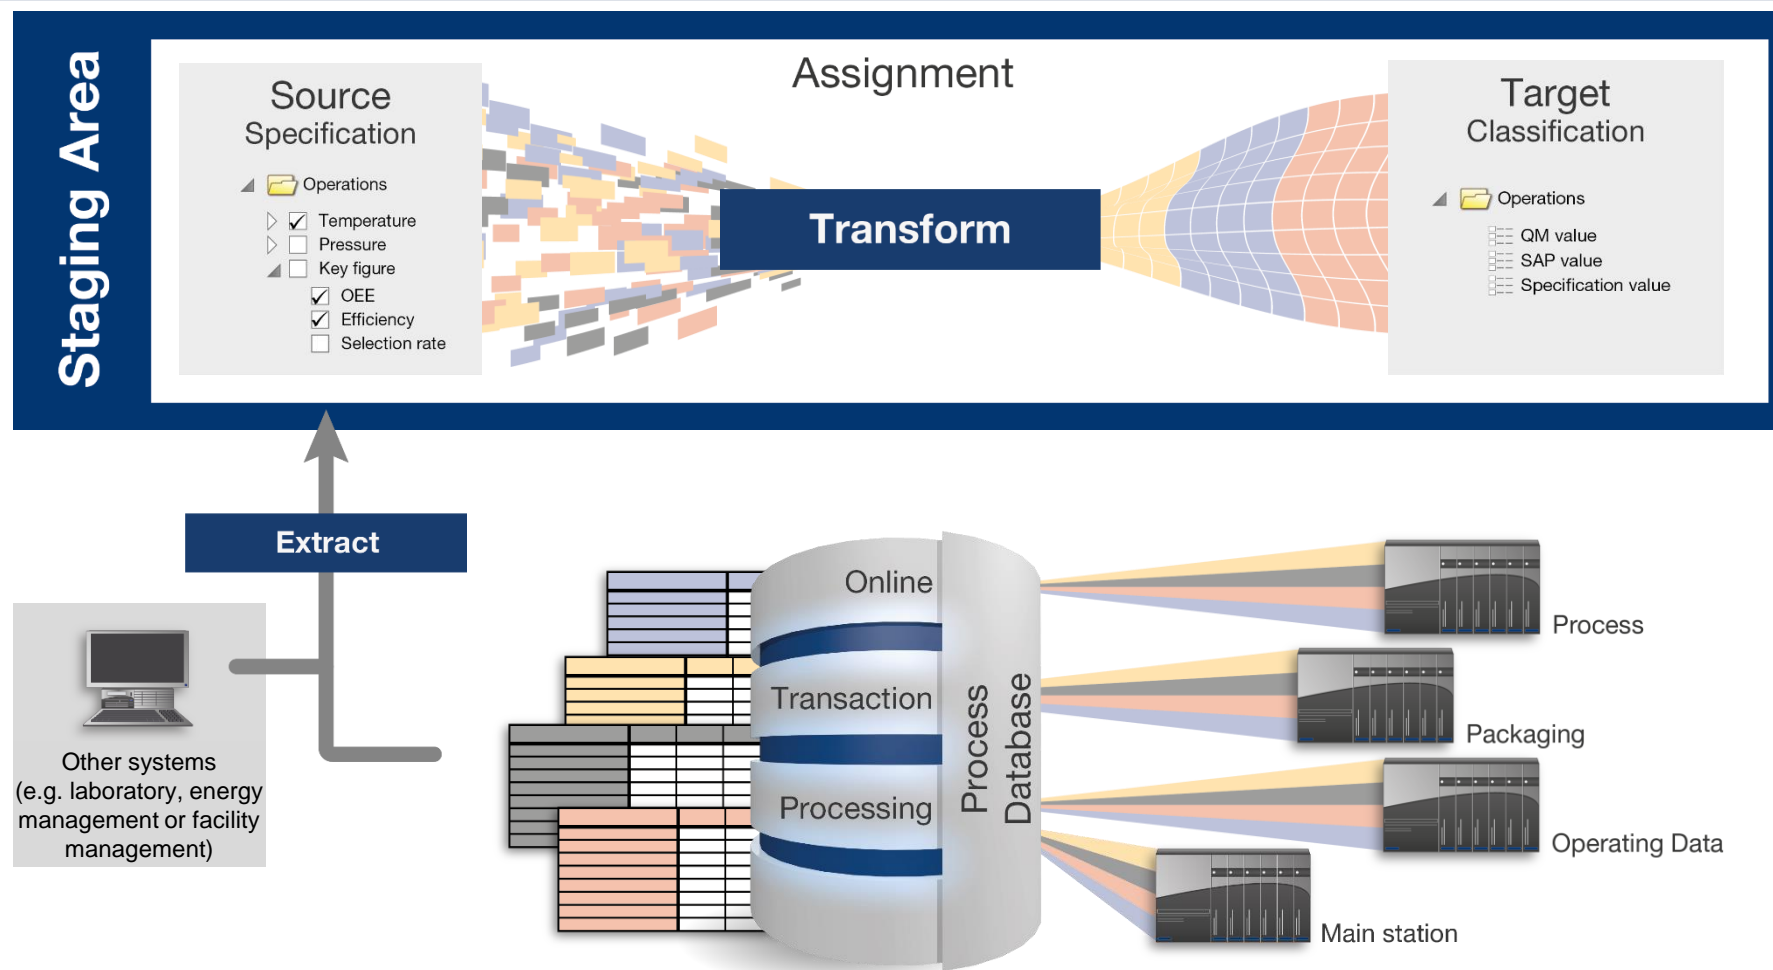 Staging Area
Source
Specification
Operations
Temperature
Pressure
Key figure
OEE
Efficiency
Selection rate
Assignment
Transform
Target
Classification
Operations
QM value
SAP value
Specification value
Extract
Other systems
(e.g. laboratory, energy
management or facility
management)
Online
Transaction
Processing
Process
Database
Process
Packaging
Operating Data
Main station